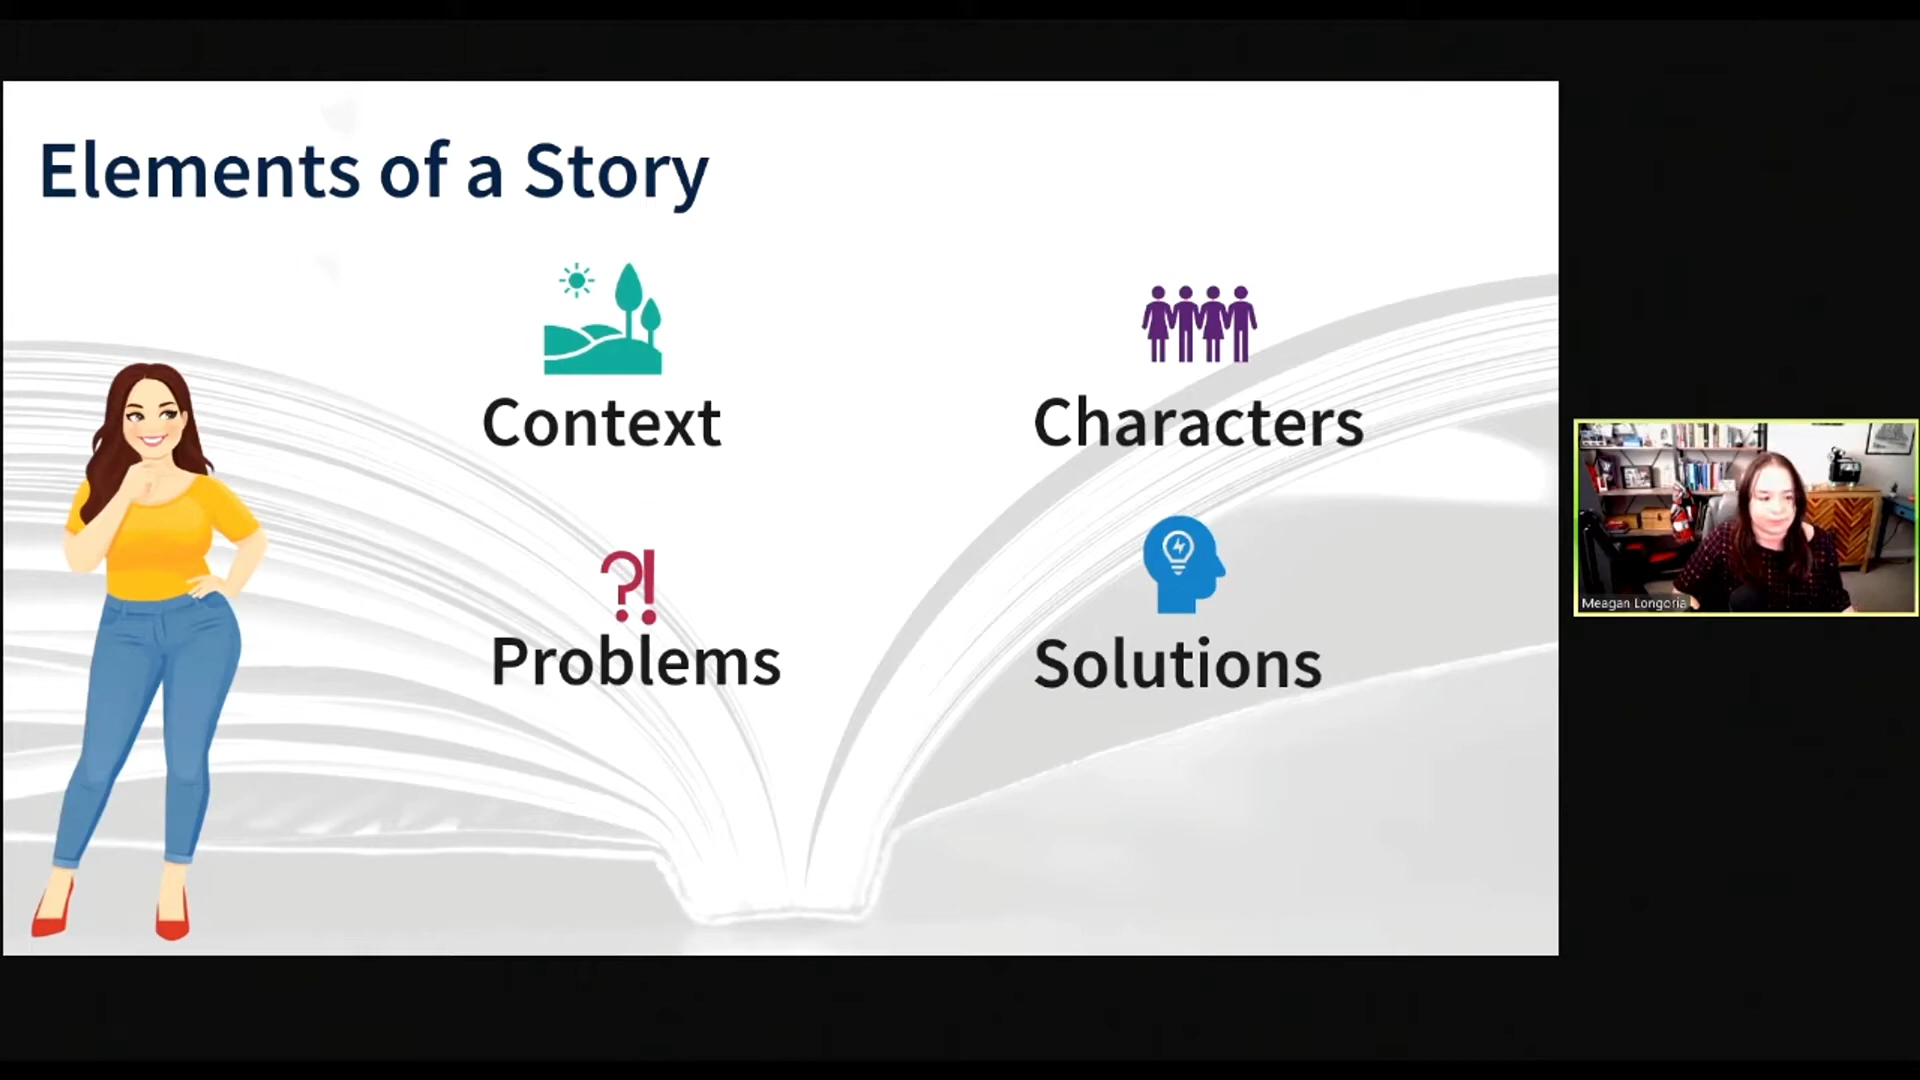 Elements of a Story
Context
Characters
?!
Problems
Solutions
Meagan Longoria